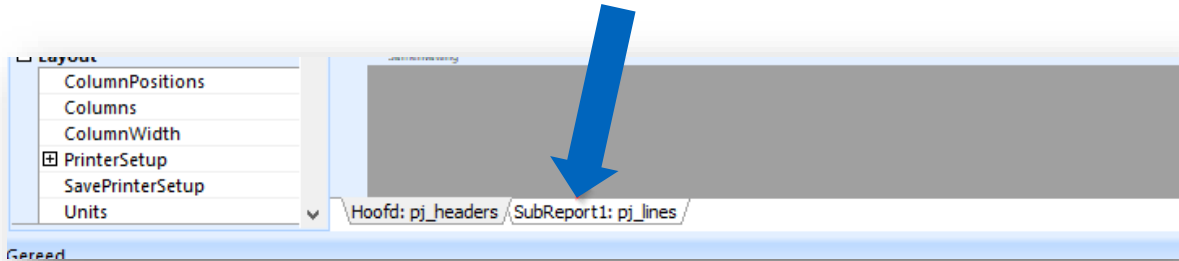 Layout
ColumnPositions
Columns
ColumnWidth
PrinterSetup
SavePrinterSetup
Units
Hoofd: pj_headers
SubReport1: pj_lines
Gereed